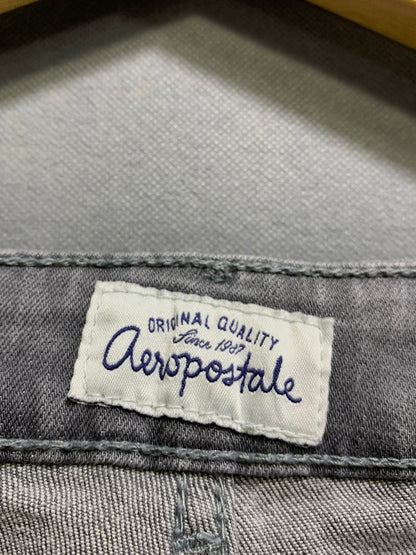 ORIGINAL QUALITY
Since 1987
Aeropostale